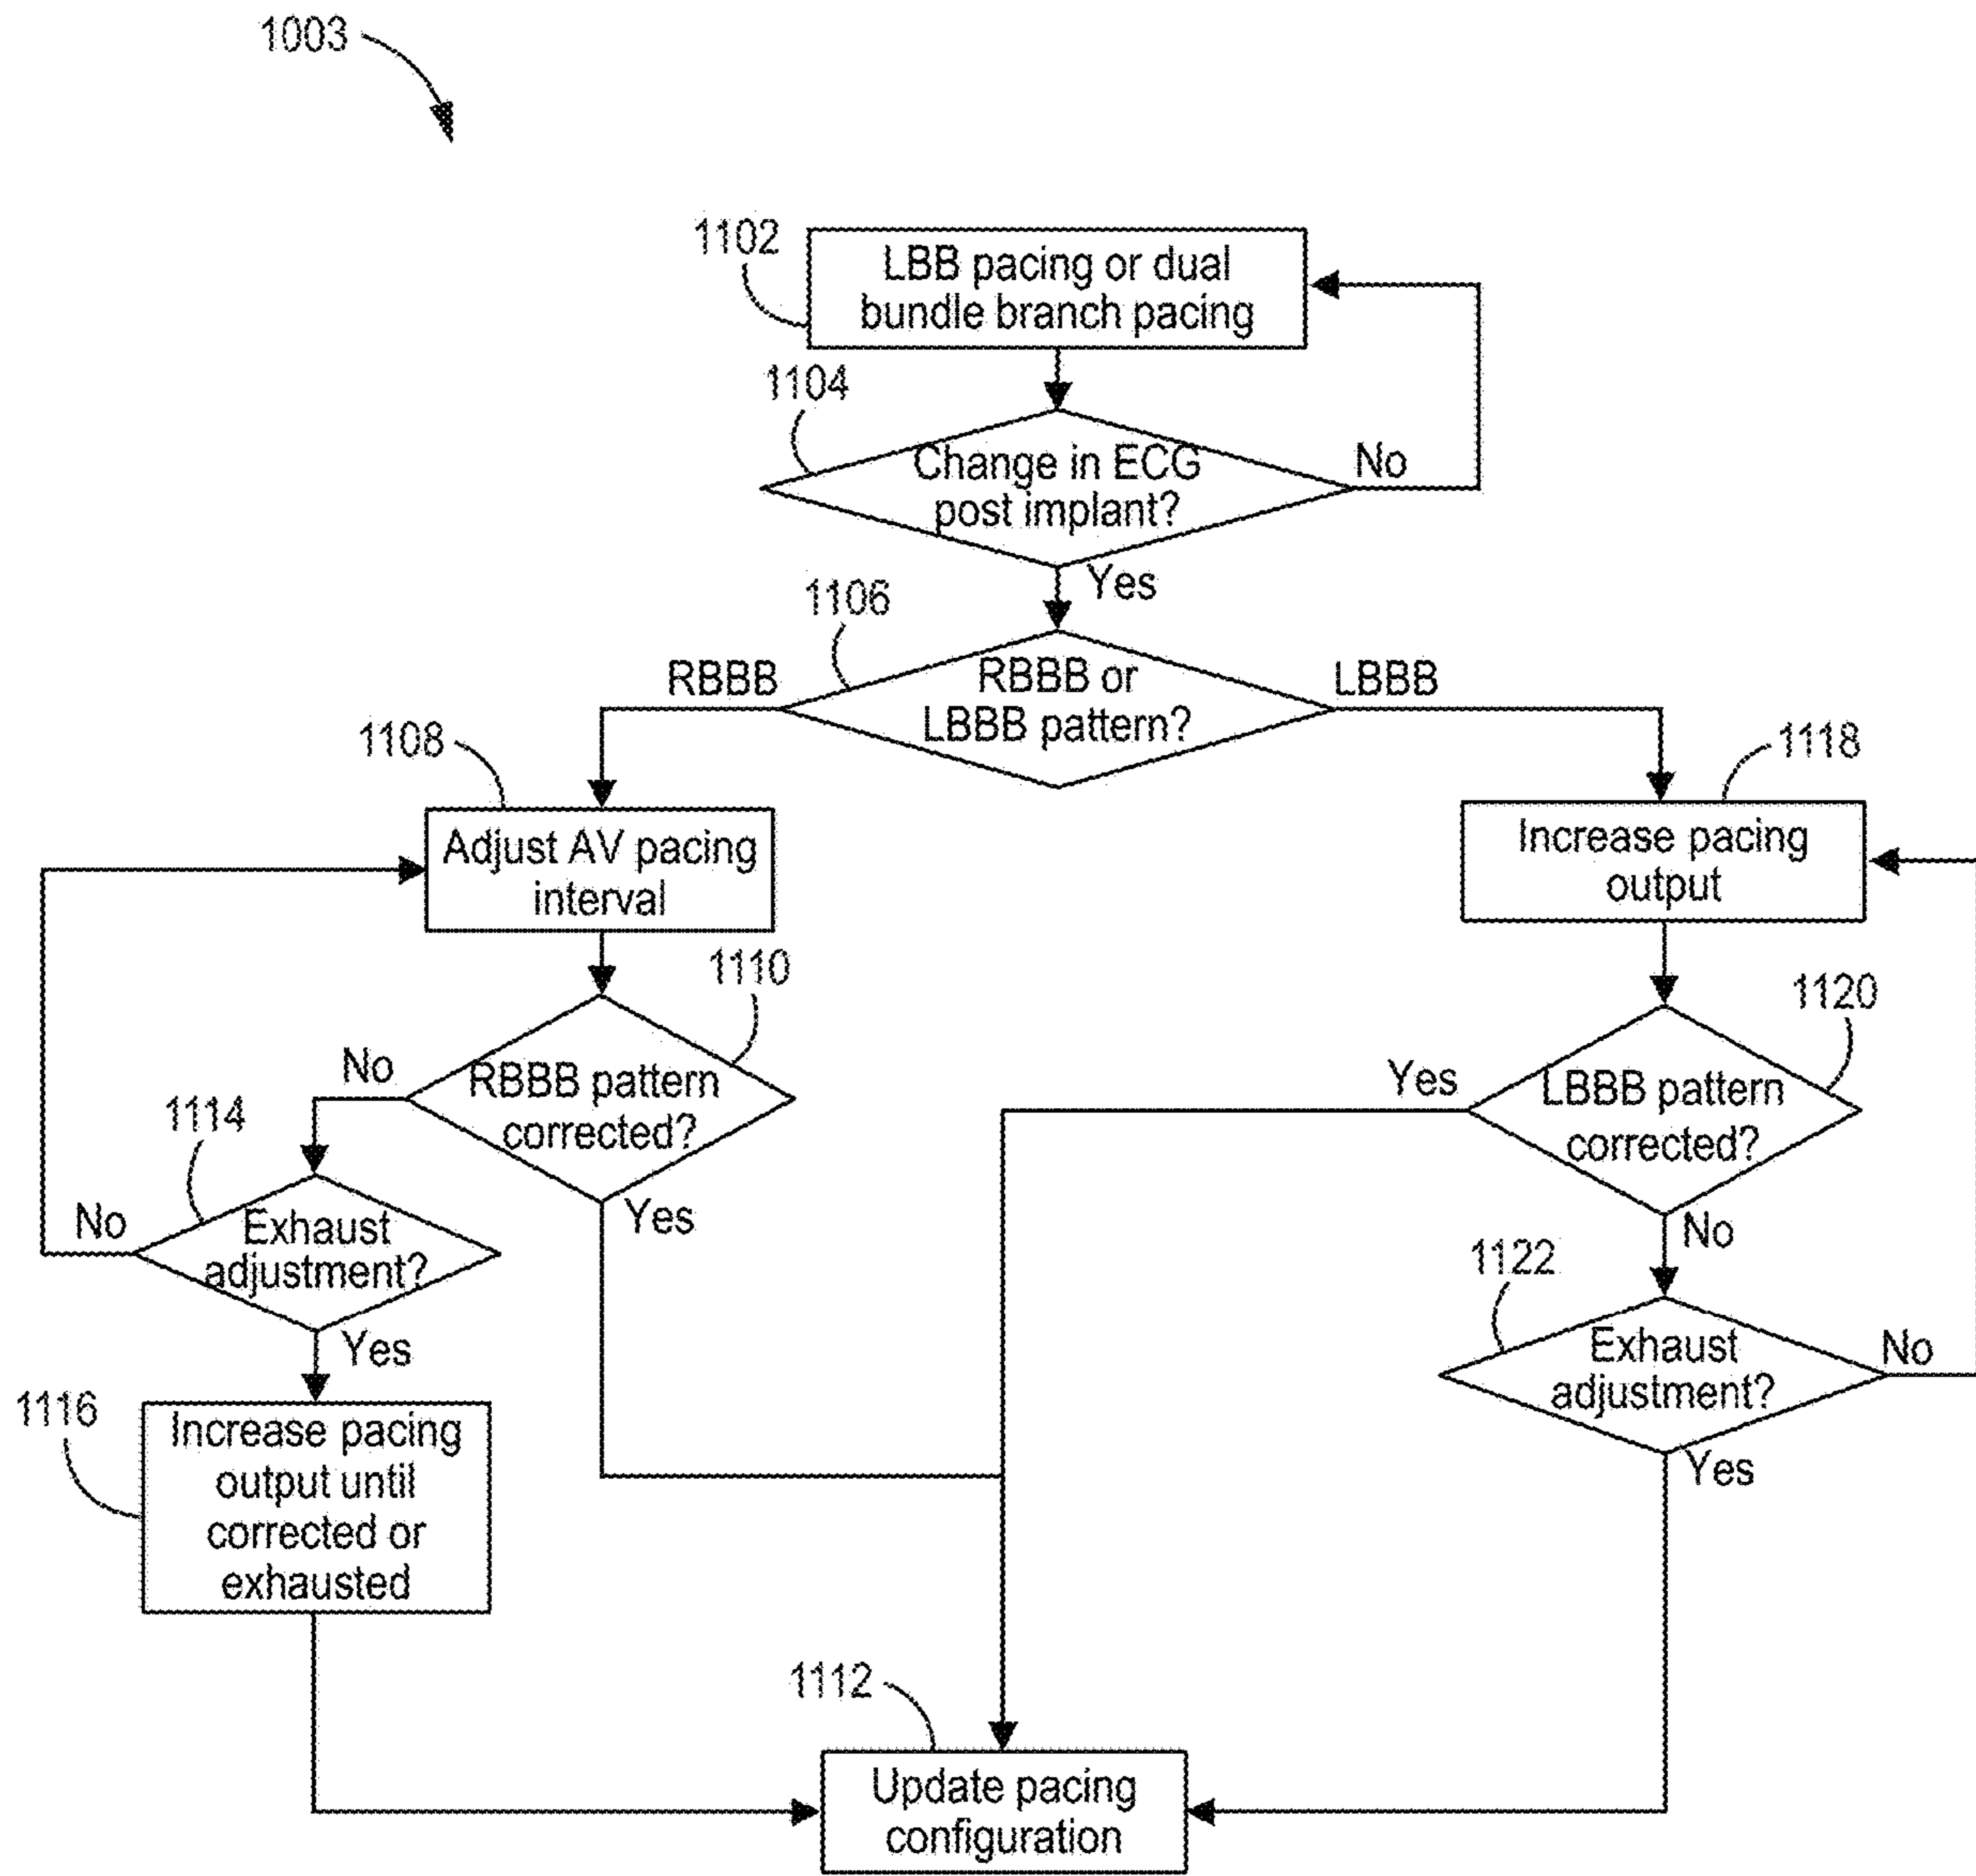 1003
1102
LBB pacing or dual
bundle branch pacing
1104
Change in ECG
post implant?
No
Yes
1106
RBBB
RBBB or
LBBB pattern?
LBBB
1108
Adjust AV pacing
interval
1118
Increase pacing
output
1110
No
RBBB pattern
corrected?
Yes
1120
Yes
LBBB pattern
corrected?
No
1114
No
Exhaust
adjustment?
Yes
1122
Exhaust
adjustment?
No
Yes
1116
Increase pacing
output until
corrected or
exhausted
1112
Update pacing
configuration